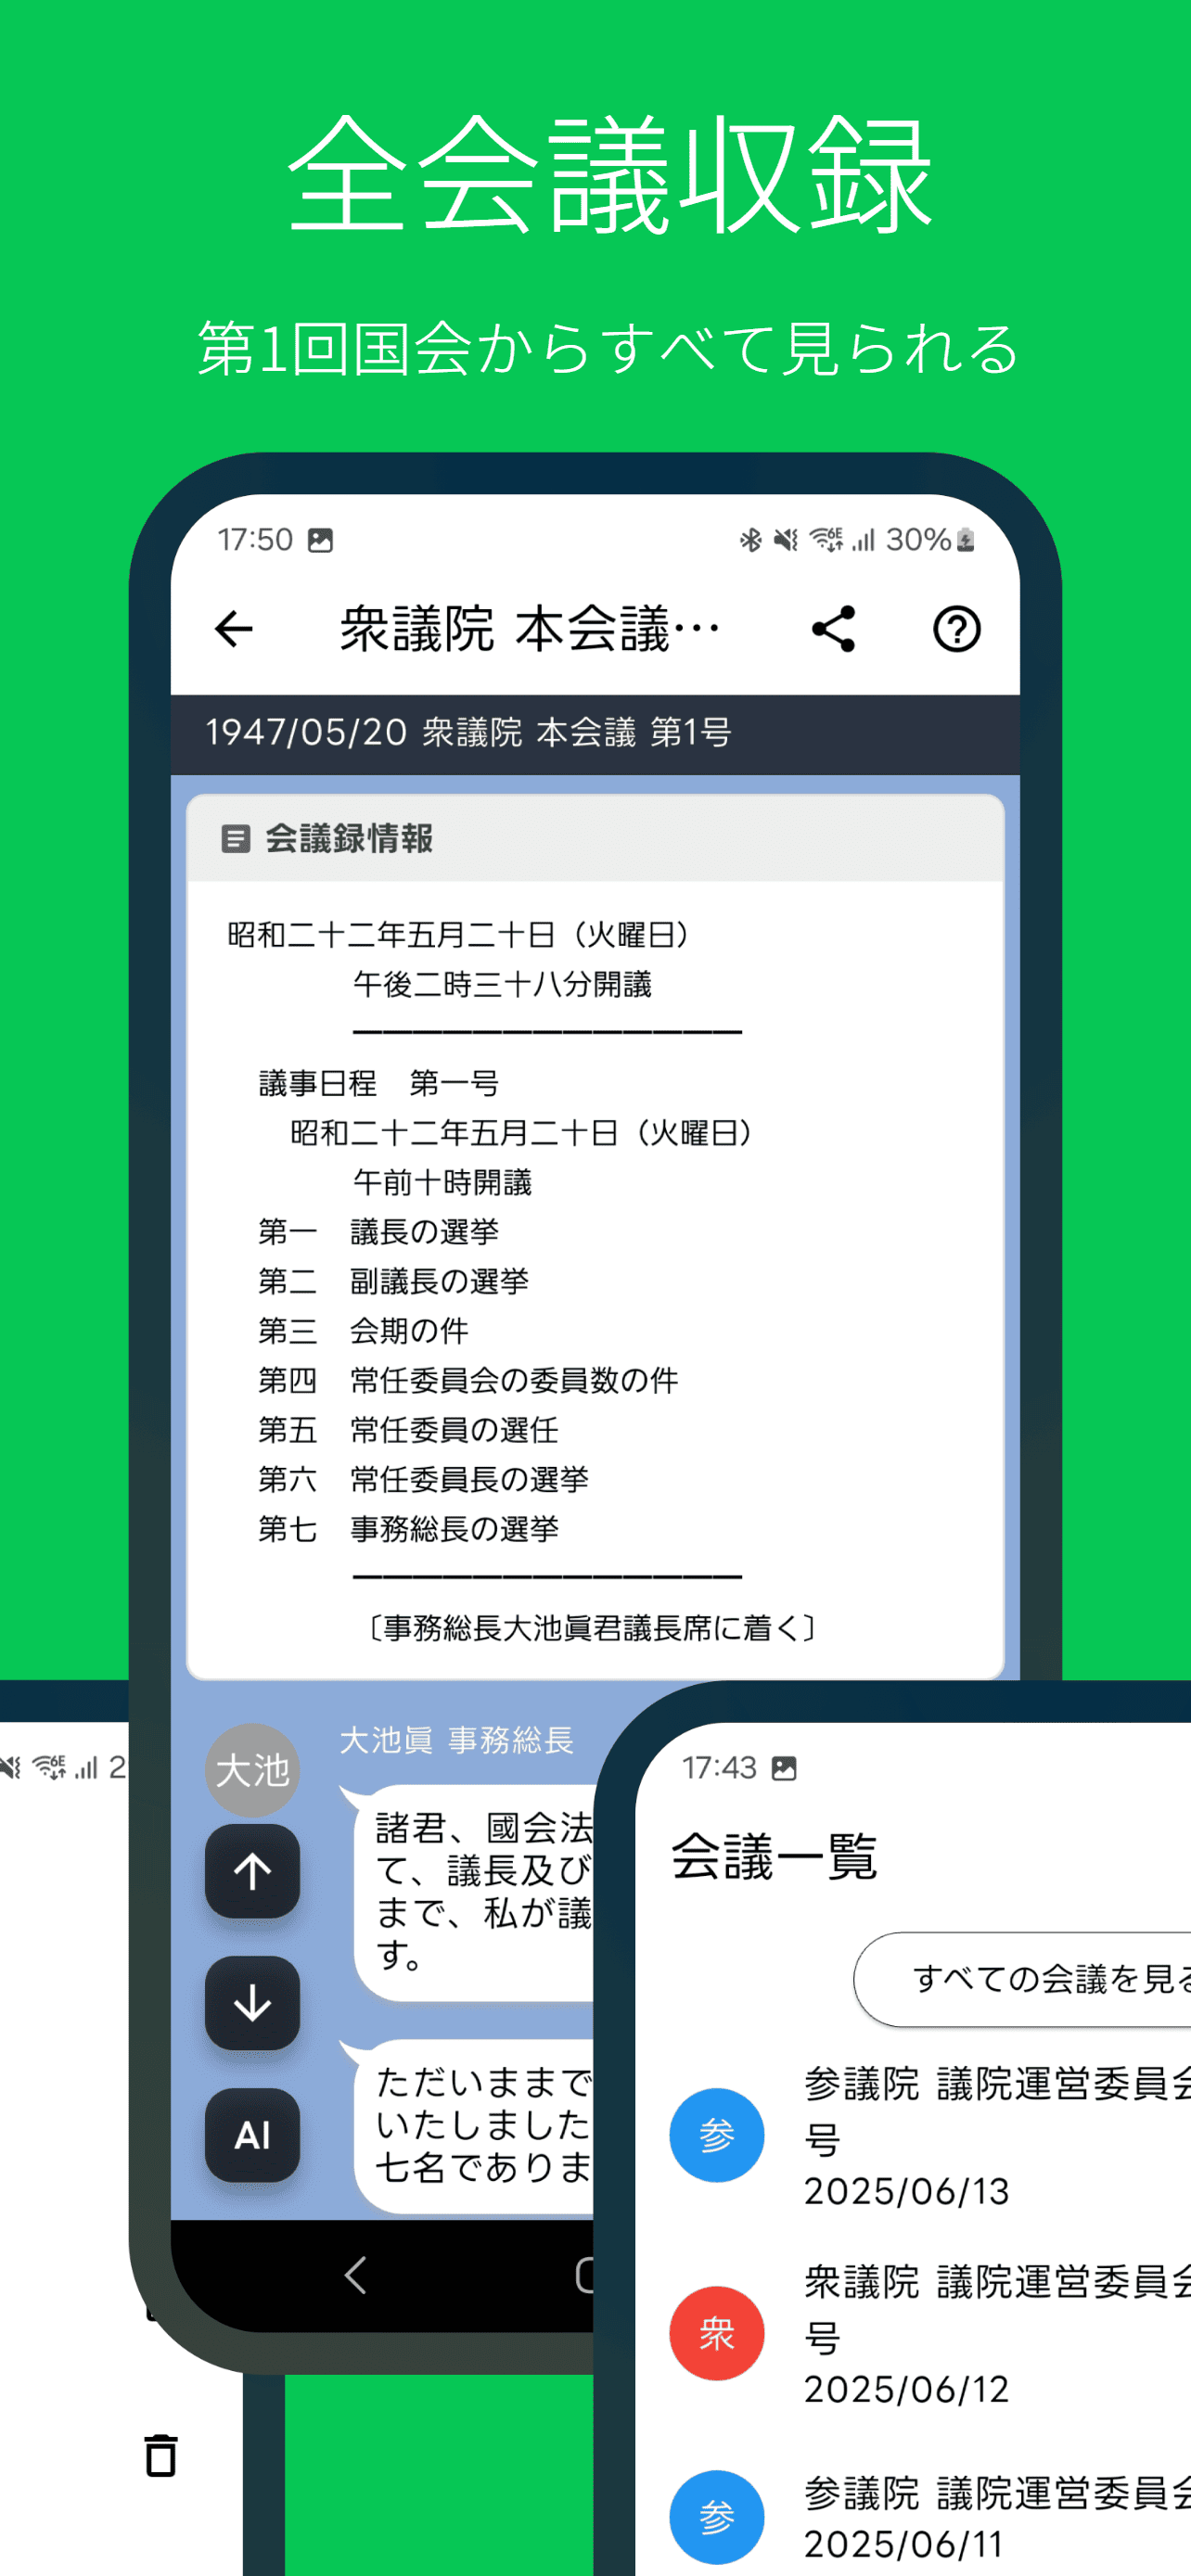 全会議収録
第1回国会からすべて見られる
17:50
30%
衆議院 本会議…
1947/05/20 衆議院 本会議 第1号
会議録情報
昭和二十二年五月二十日（火曜日）
午後二時三十八分開議
━━━━━━━━━━━━━
議事日程　第一号
昭和二十二年五月二十日（火曜日）
午前十時開議
第一　議長の選挙
第二　副議長の選挙
第三　会期の件
第四　常任委員会の委員数の件
第五　常任委員の選任
第六　常任委員長の選挙
第七　事務総長の選挙
━━━━━━━━━━━━━
〔事務総長大池眞君議長席に着く〕
大池
大池眞 事務総長
諸君、國会法
て、議長及び
まで、私が議
す。
ただいままで
いたしました
七名でありま
AI
2
17:43
会議一覧
すべての会議を見る
参
参議院 議院運営委員会
号
2025/06/13
衆
衆議院 議院運営委員会
号
2025/06/12
参
参議院 議院運営委員会
2025/06/11